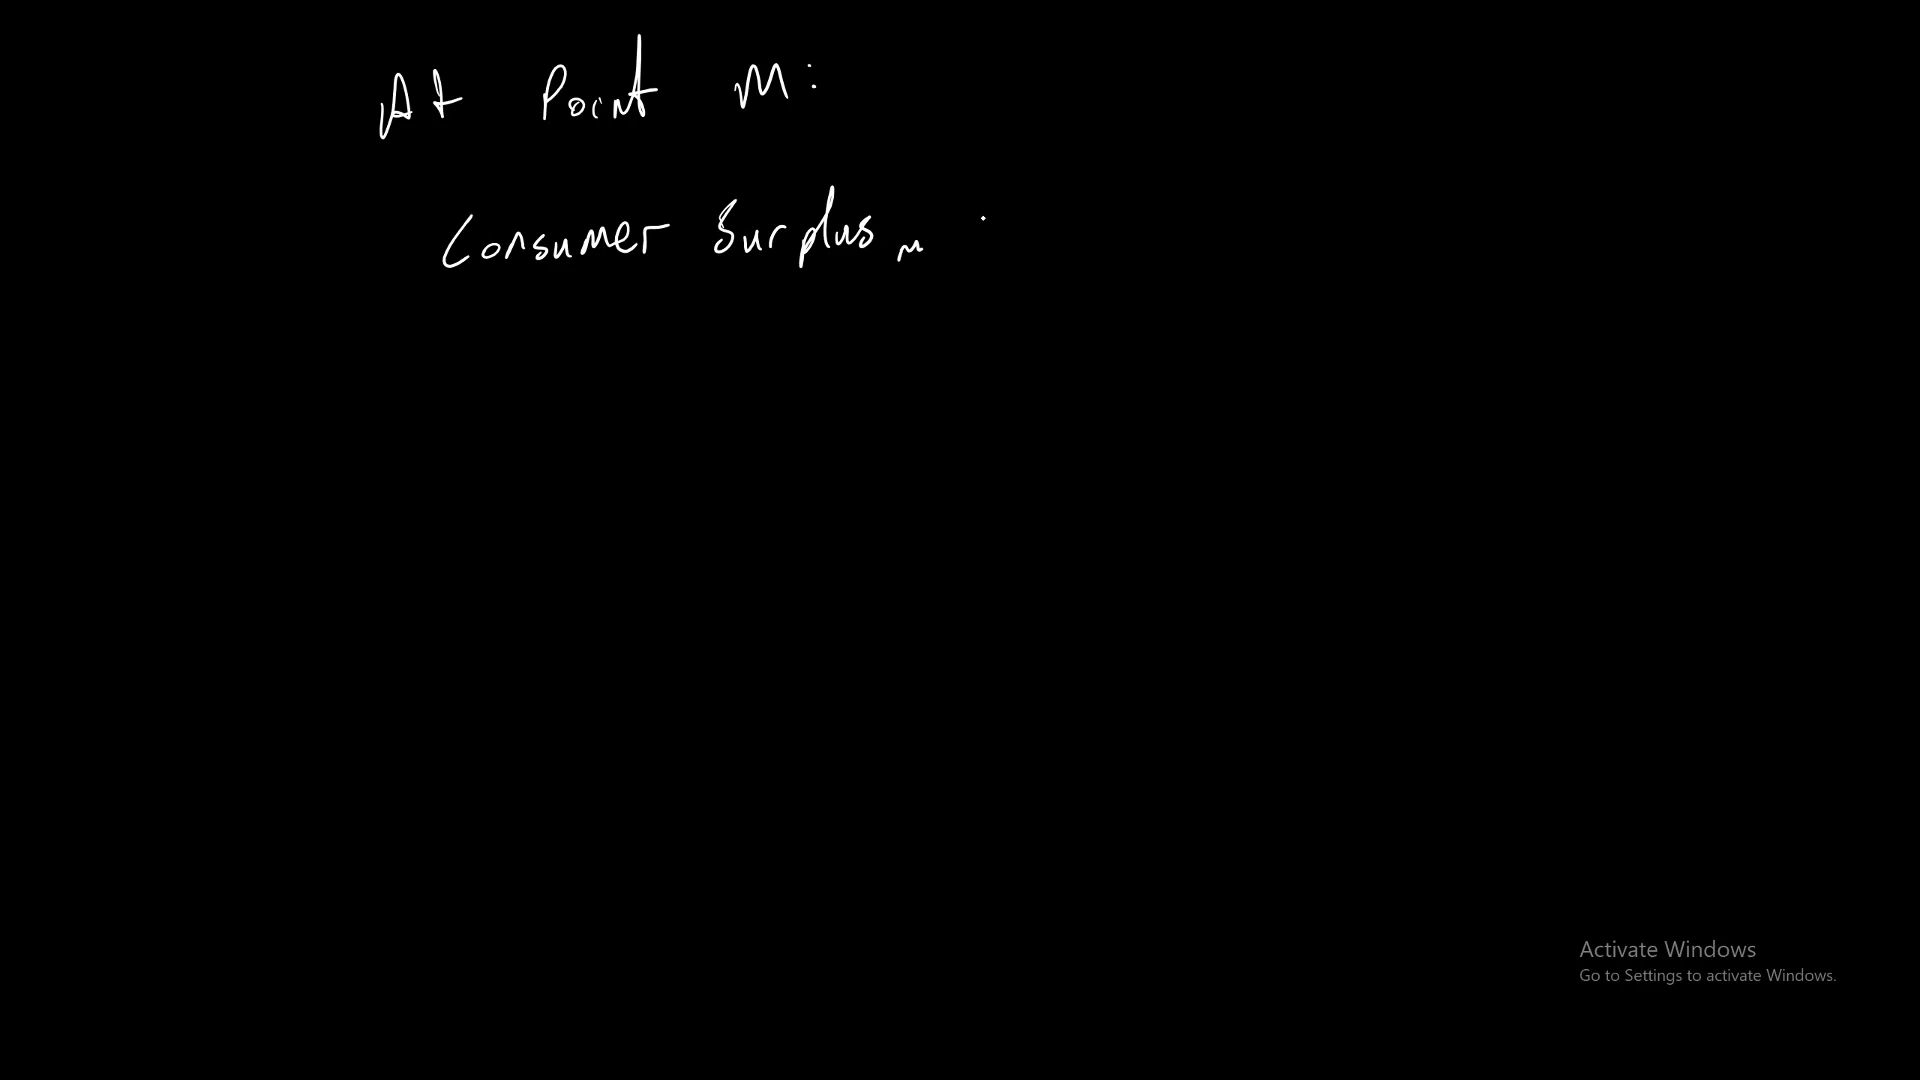 At Point M:
Consumer Surplus m
Activate Windows
Go to Settings to activate Windows.